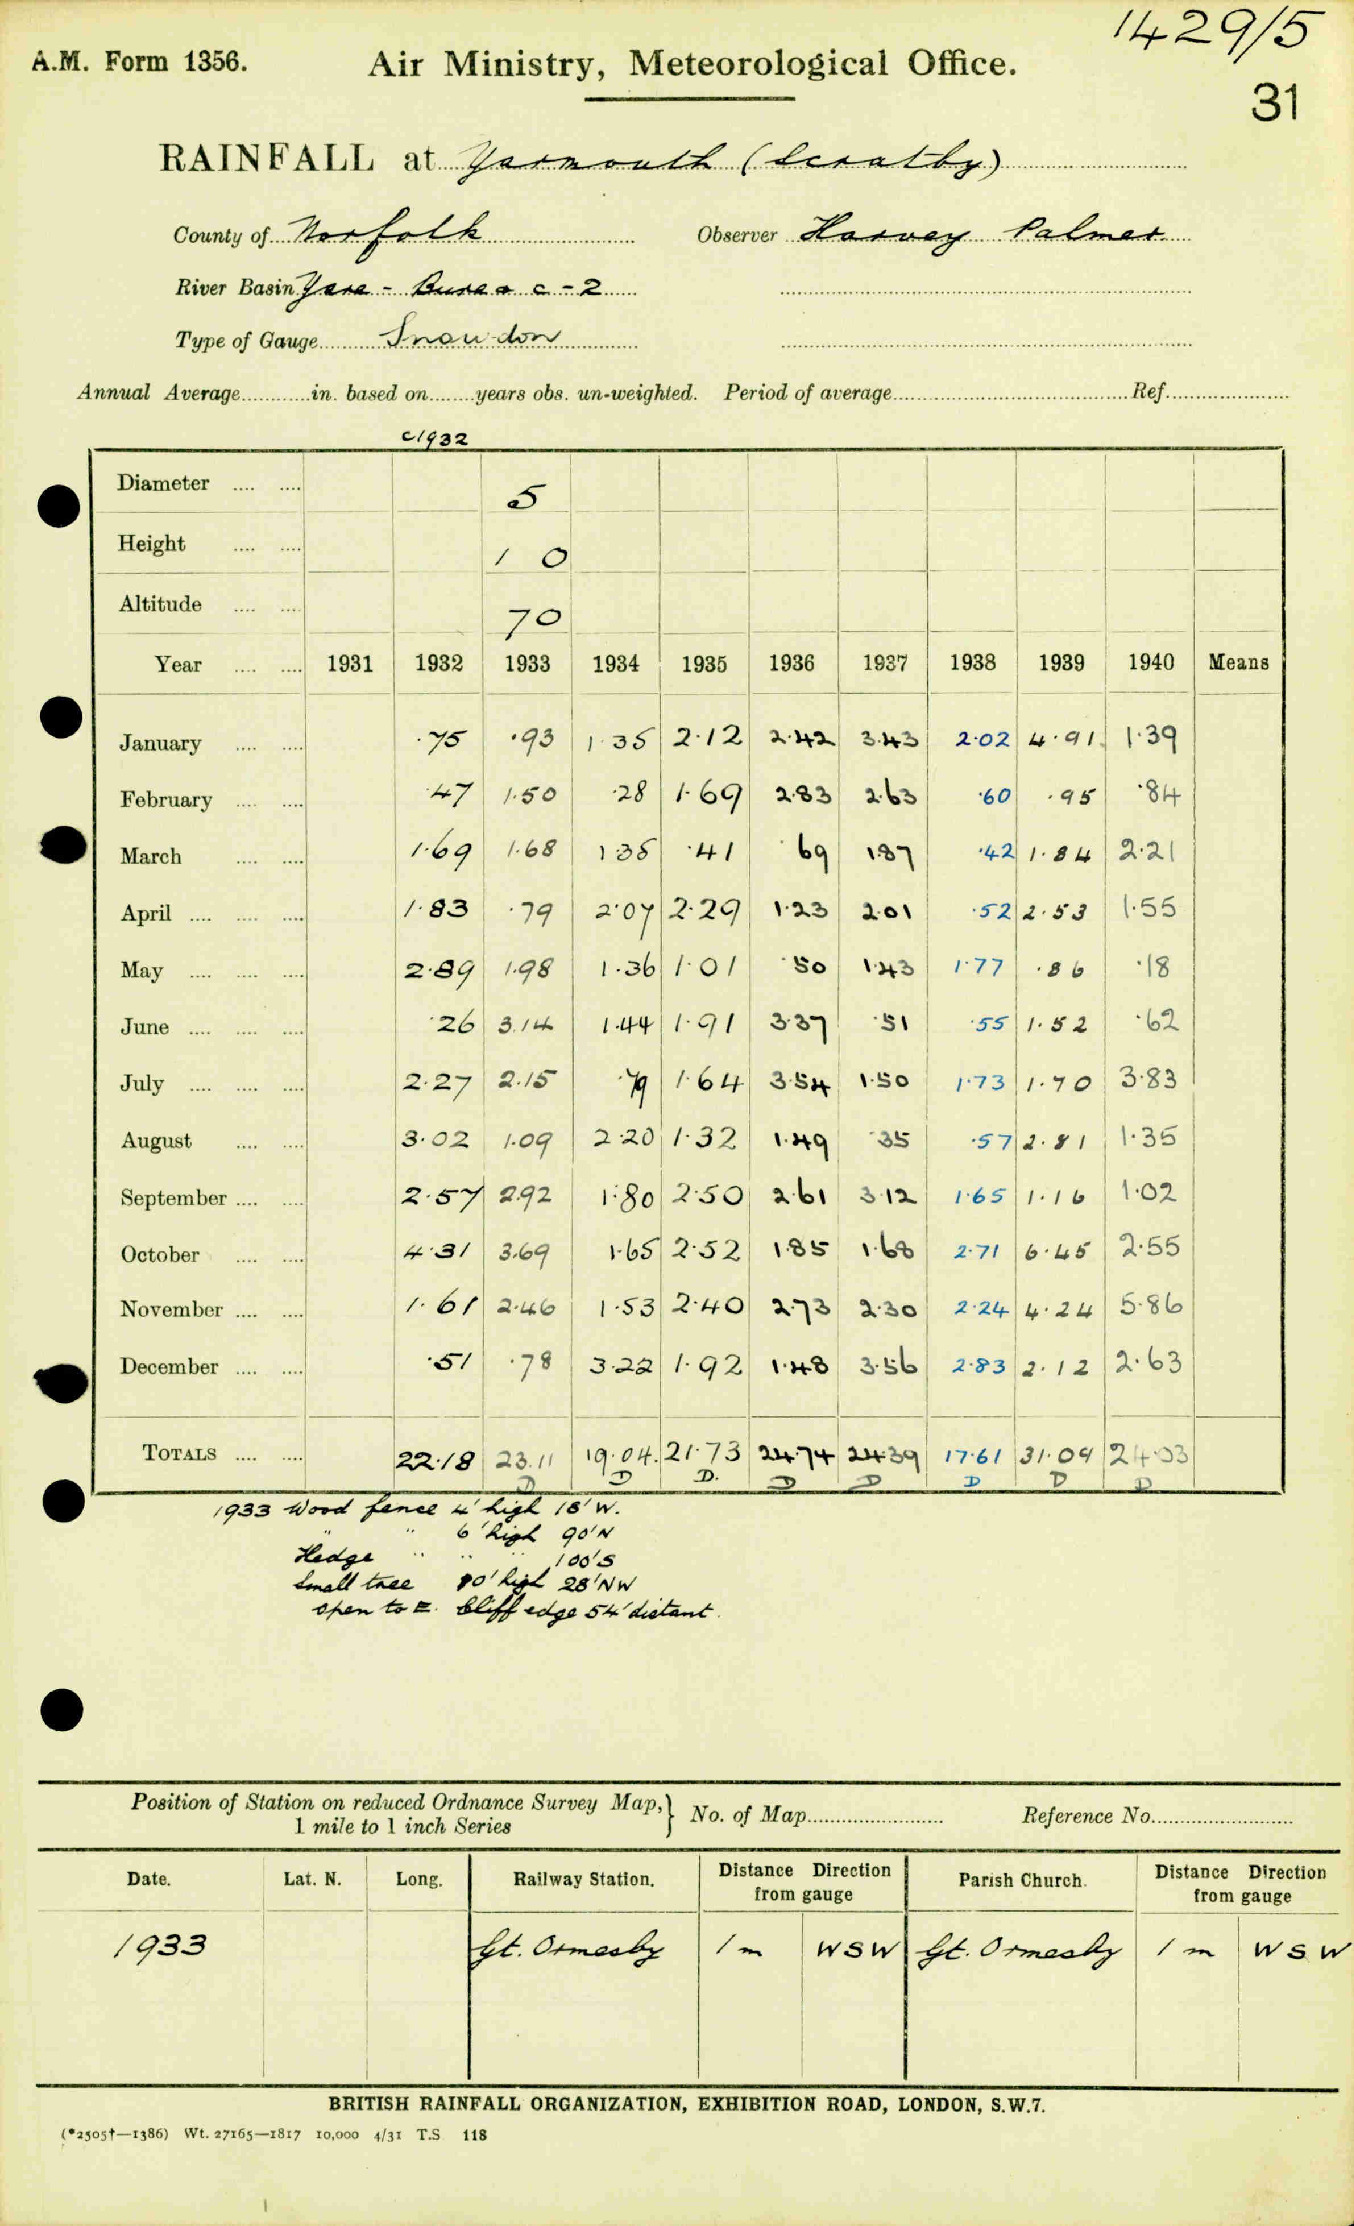 1429/5
A.M. Form 1356. Air Ministry, Meteorological Office.
31
RAINFALL at Yarmouth (Scratby)
County of Norfolk Observer Harvey Palmer
River Basin Yare - Bure & c - 2
Type of Gauge Snowdon
Annual Average............in. based on........years obs. un-weighted. Period of average........................Ref.....................
c1932
Diameter .... .... 5
Height .... .... 1 0
Altitude .... .... 70
Year .... .... 1931 1932 1933 1934 1935 1936 1937 1938 1939 1940 Means
January .... .... ·75 ·93 1·35 2·12 2·42 3·43 2·02 4·91 1·39
February .... .... ·47 1·50 ·28 1·69 2·83 2·63 ·60 ·95 ·84
March .... .... 1·69 1·68 1·35 ·41 ·69 1·87 ·42 1·84 2·21
April .... .... .... 1·83 ·79 2·07 2·29 1·23 2·01 ·52 2·53 1·55
May .... .... .... 2·89 1·98 1·36 1·01 ·50 1·43 1·77 ·86 ·18
June .... .... .... ·26 3.14 1·44 1·91 3·37 ·51 ·55 1·52 ·62
July .... .... .... 2·27 2·15 ·79 1·64 3·54 1·50 1·73 1·70 3·83
August .... .... 3·02 1·09 2·20 1·32 1·49 ·35 ·57 2·81 1·35
September .... .... 2·57 2·92 1·80 2·50 2·61 3·12 1·65 1·16 1·02
October .... .... 4·31 3·69 1·65 2·52 1·85 1·68 2·71 6·45 2·55
November .... .... 1·61 2·46 1·53 2·40 2·73 2·30 2·24 4·24 5·86
December .... .... ·51 ·78 3·22 1·92 1·48 3·56 2·83 2·12 2·63
TOTALS .... .... 22·18 23.11 19·04. 21·73 24·74 24·39 17·61 31·09 24·03
D D D. D D D D D
1933 Wood fence 4' high 18' W.
" " 6' high 90' N
Hedge " " " 100' S
Small tree 10' high 28' NW
open to E. Cliff edge 54' distant.
Position of Station on reduced Ordnance Survey Map,} No. of Map........................ Reference No.........................
1 mile to 1 inch Series
Date. Lat. N. Long. Railway Station. Distance Direction from gauge Parish Church. Distance Direction from gauge
1933 Gt. Ormesby 1 m WSW Gt. Ormesby 1 m W S W
BRITISH RAINFALL ORGANIZATION, EXHIBITION ROAD, LONDON, S.W.7.
(*2505†—1386) Wt. 27165—1817 10,000 4/31 T.S. 118